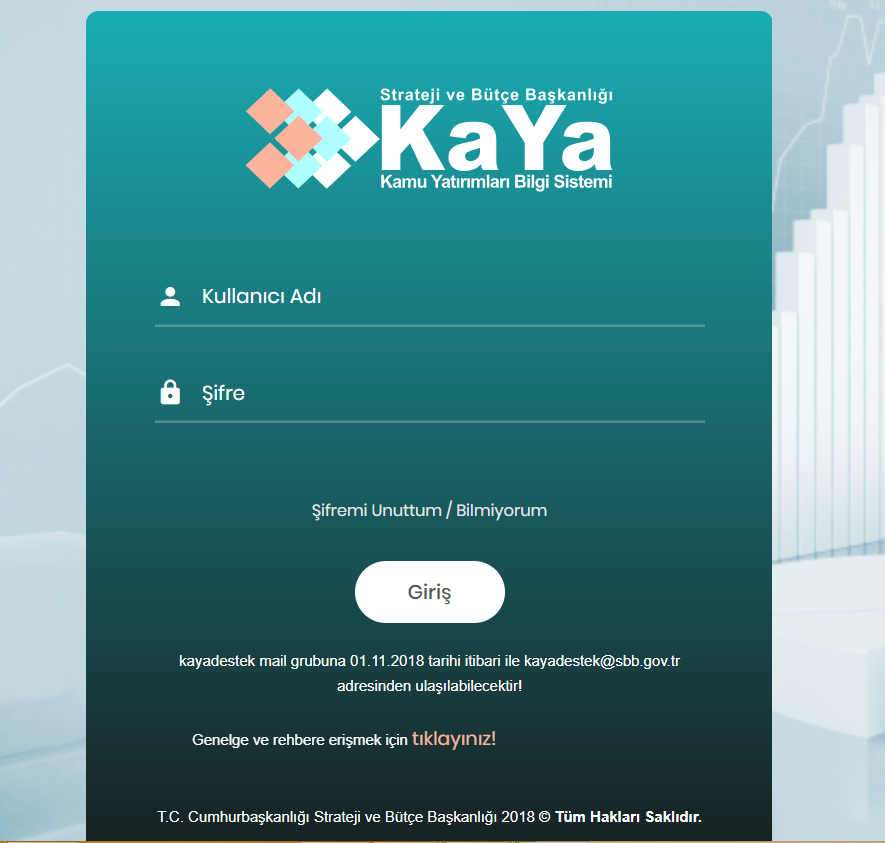 Strateji ve Bütçe Başkanlığı
KaYa
Kamu Yatırımları Bilgi Sistemi
Kullanıcı Adı
Şifre
Şifremi Unuttum / Bilmiyorum
Giriş
kayadestek mail grubuna 01.11.2018 tarihi itibari ile kayadestek@sbb.gov.tr
adresinden ulaşılabilecektir!
Genelge ve rehbere erişmek için tıklayınız!
T.C. Cumhurbaşkanlığı Strateji ve Bütçe Başkanlığı 2018 © Tüm Hakları Saklıdır.